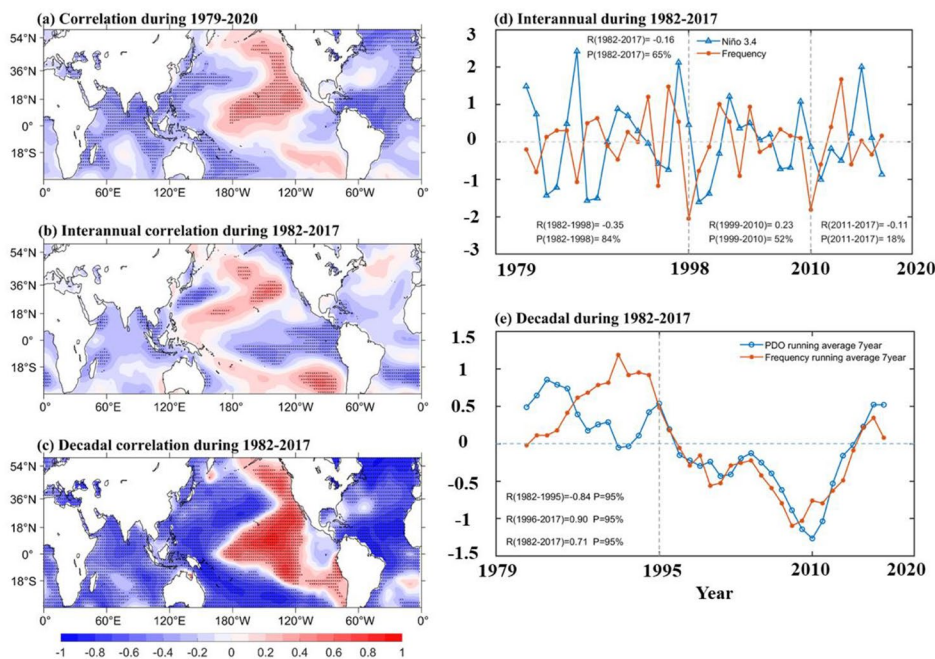 (a) Correlation during 1979-2020
54°N
36°N
18°N
0°
18°S
0° 60°E 120°E 180° 120°W 60°W 0°
(b) Interannual correlation during 1982-2017
54°N
36°N
18°N
0°
18°S
0° 60°E 120°E 180° 120°W 60°W 0°
(c) Decadal correlation during 1982-2017
54°N
36°N
18°N
0°
18°S
0° 60°E 120°E 180° 120°W 60°W 0°
-1 -0.8 -0.6 -0.4 -0.2 0 0.2 0.4 0.6 0.8 1
(d) Interannual during 1982-2017
R(1982-2017)= -0.16
P(1982-2017)= 65%
Niño 3.4
Frequency
3
2
1
0
-1
-2
-3
R(1982-1998)= -0.35
P(1982-1998)= 84%
R(1999-2010)= 0.23
P(1999-2010)= 52%
R(2011-2017)= -0.11
P(2011-2017)= 18%
1979 1998 2010 2020
(e) Decadal during 1982-2017
PDO running average 7year
Frequency running average 7year
1.5
1
0.5
0
-0.5
-1
-1.5
R(1982-1995)=-0.84 P=95%
R(1996-2017)=0.90 P=95%
R(1982-2017)=0.71 P=95%
1979 1995 2010 2020
Year